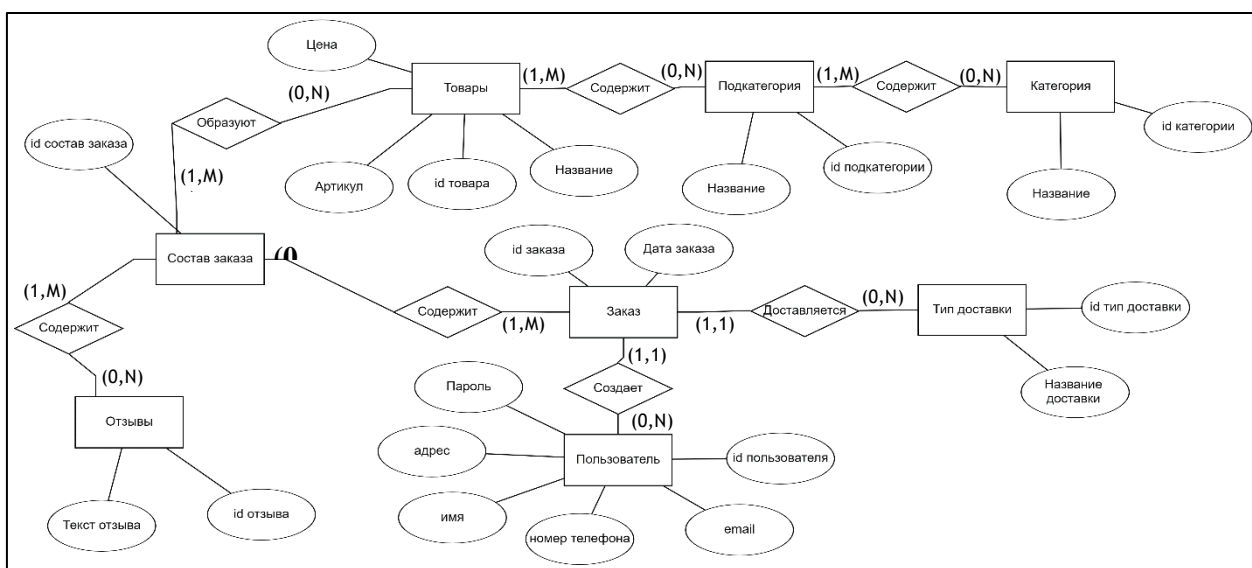 Цена
Товары
(1,M)
Содержит
(0,N)
Подкатегория
(1,M)
Содержит
(0,N)
Категория
(0,N)
Образуют
id категории
id состав заказа
(1,M)
Артикул
id товара
Название
Название
id подкатегории
Название
Состав заказа
(0
id заказа
Дата заказа
(1,M)
Содержит
Содержит
(1,M)
Заказ
(1,1)
Доставляется
(0,N)
Тип доставки
id тип доставки
(1,1)
Создает
(0,N)
Название
доставки
(0,N)
Отзывы
Пароль
адрес
Пользователь
id пользователя
Текст отзыва
id отзыва
имя
номер телефона
email